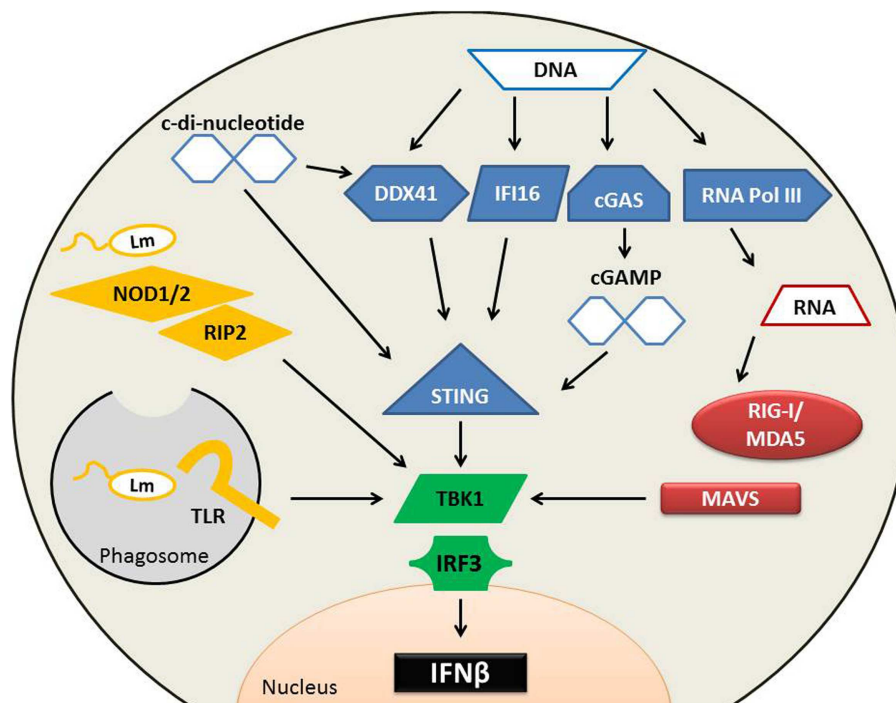 DNA
c-di-nucleotide
DDX41
IFI16
cGAS
RNA Pol III
Lm
NOD1/2
RIP2
cGAMP
RNA
STING
RIG-I/
MDA5
Lm
TLR
TBK1
MAVS
Phagosome
IRF3
IFNβ
Nucleus